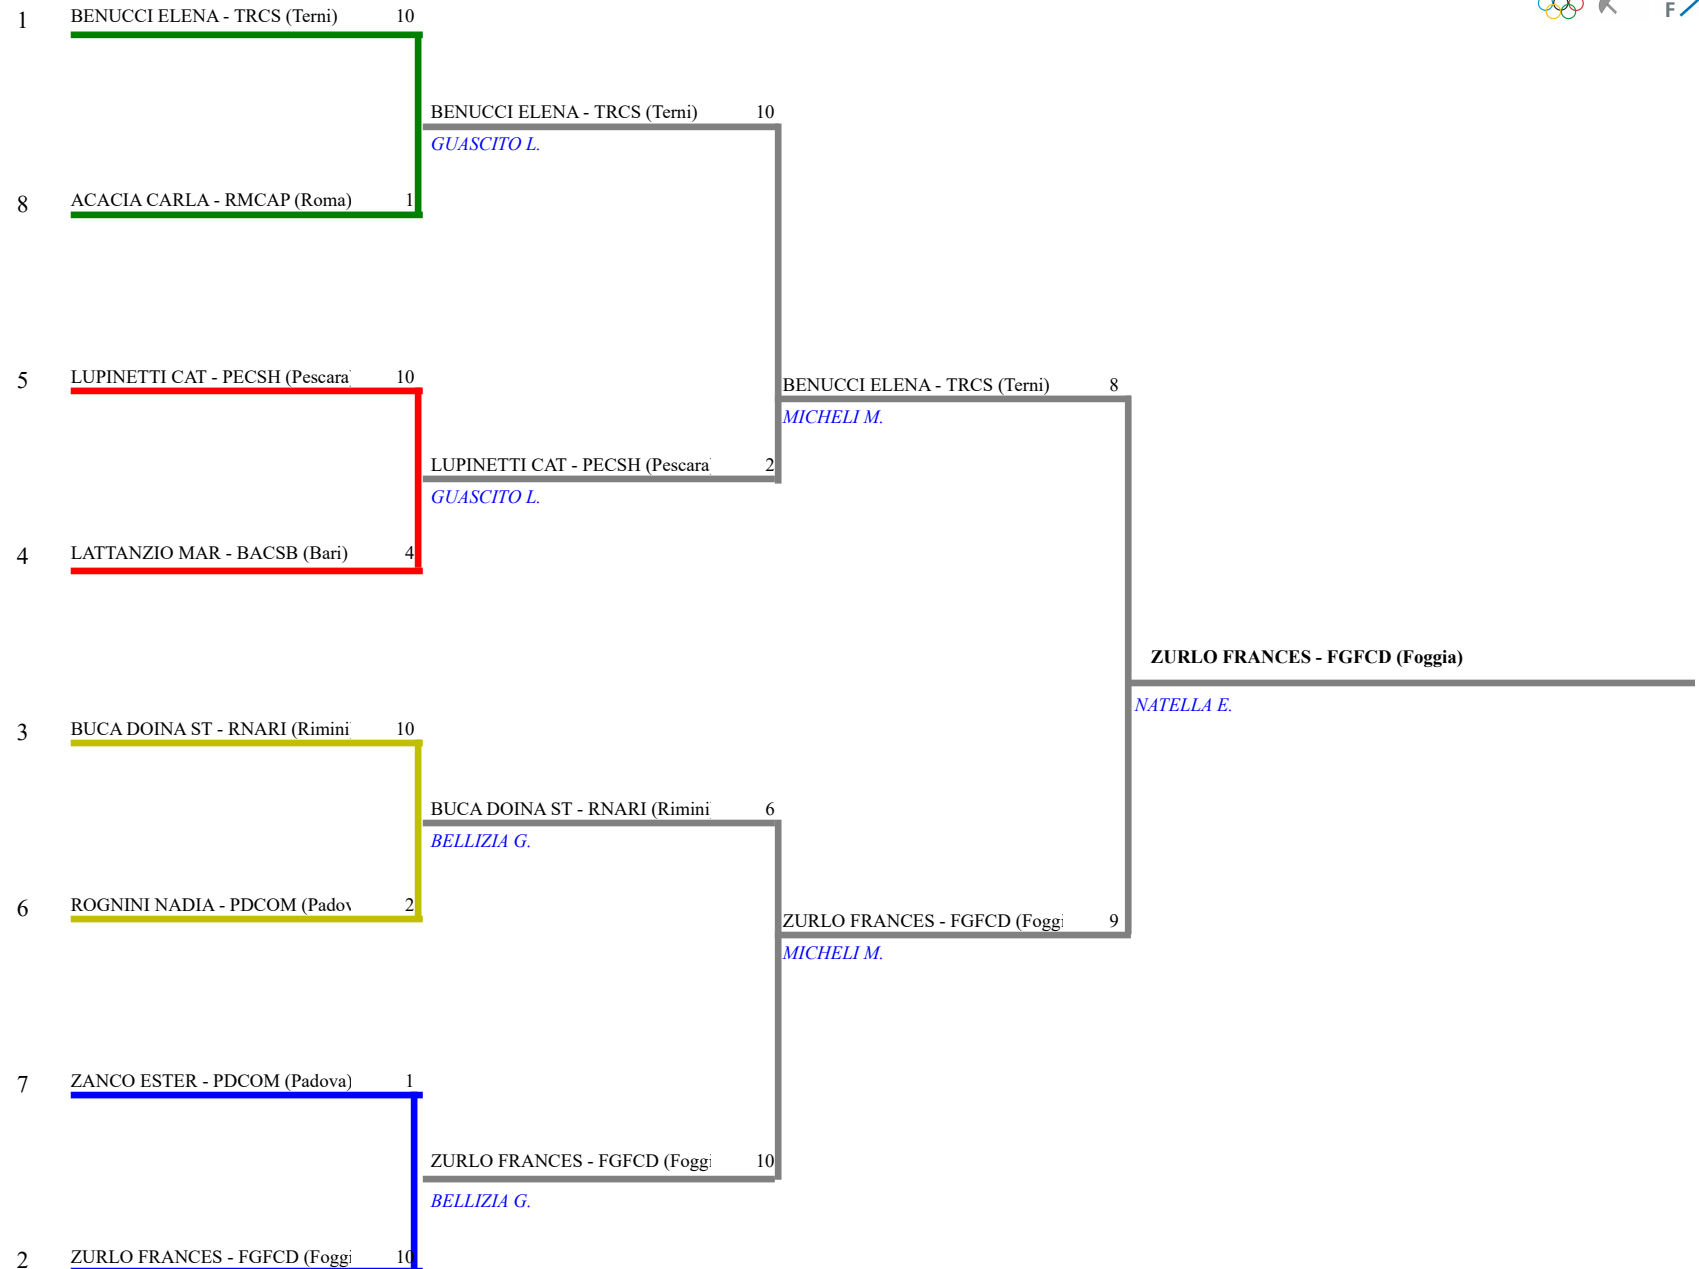 1 BENUCCI ELENA - TRCS (Terni) 10
F
BENUCCI ELENA - TRCS (Terni) 10
GUASCITO L.
8 ACACIA CARLA - RMCAP (Roma) 1
5 LUPINETTI CAT - PECSH (Pescara 10
BENUCCI ELENA - TRCS (Terni) 8
MICHELI M.
LUPINETTI CAT - PECSH (Pescara 2
GUASCITO L.
4 LATTANZIO MAR - BACSB (Bari) 4
ZURLO FRANCES - FGFCD (Foggia)
NATELLA E.
3 BUCA DOINA ST - RNARI (Rimini 10
BUCA DOINA ST - RNARI (Rimini 6
BELLIZIA G.
6 ROGNINI NADIA - PDCOM (Padov 2
ZURLO FRANCES - FGFCD (Foggi 9
MICHELI M.
7 ZANCO ESTER - PDCOM (Padova) 1
ZURLO FRANCES - FGFCD (Foggi 10
BELLIZIA G.
2 ZURLO FRANCES - FGFCD (Foggi 10